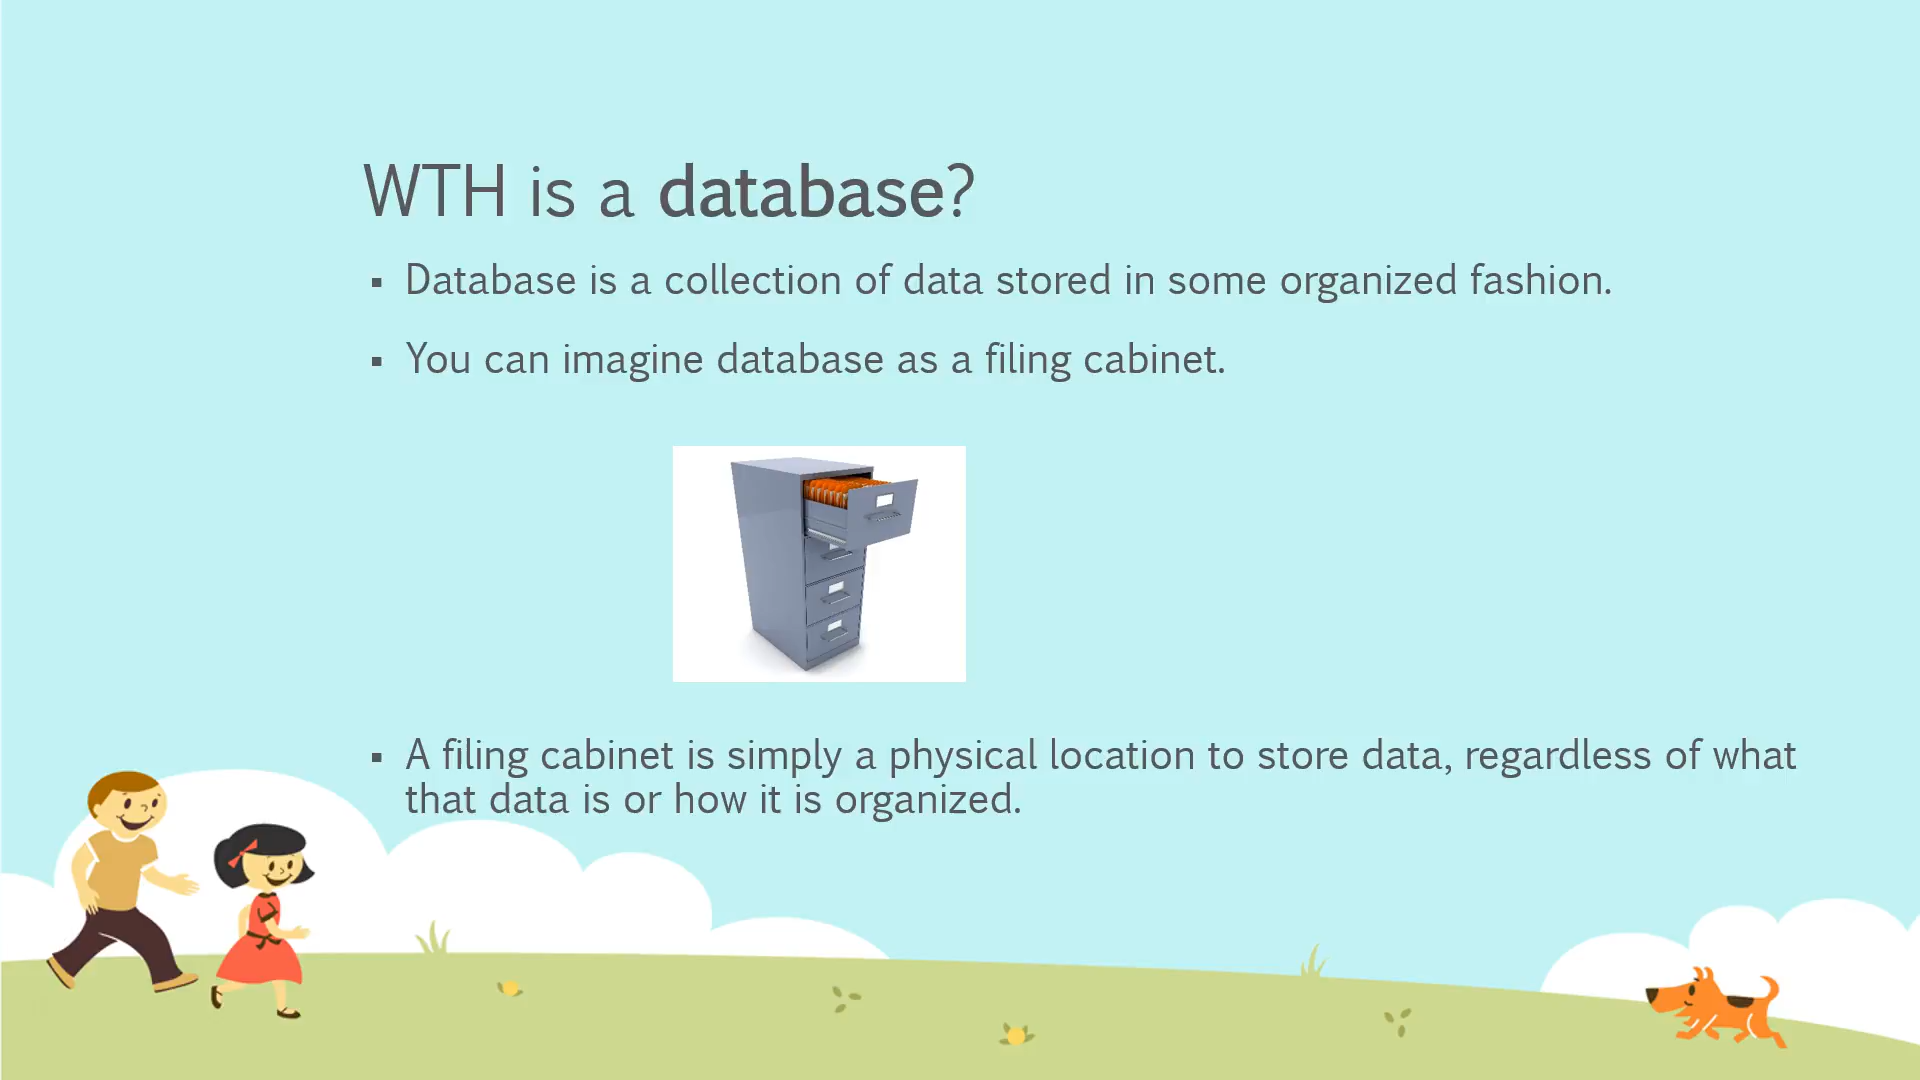 WTH is a database?
▪ Database is a collection of data stored in some organized fashion.
▪ You can imagine database as a filing cabinet.
▪ A filing cabinet is simply a physical location to store data, regardless of what
that data is or how it is organized.